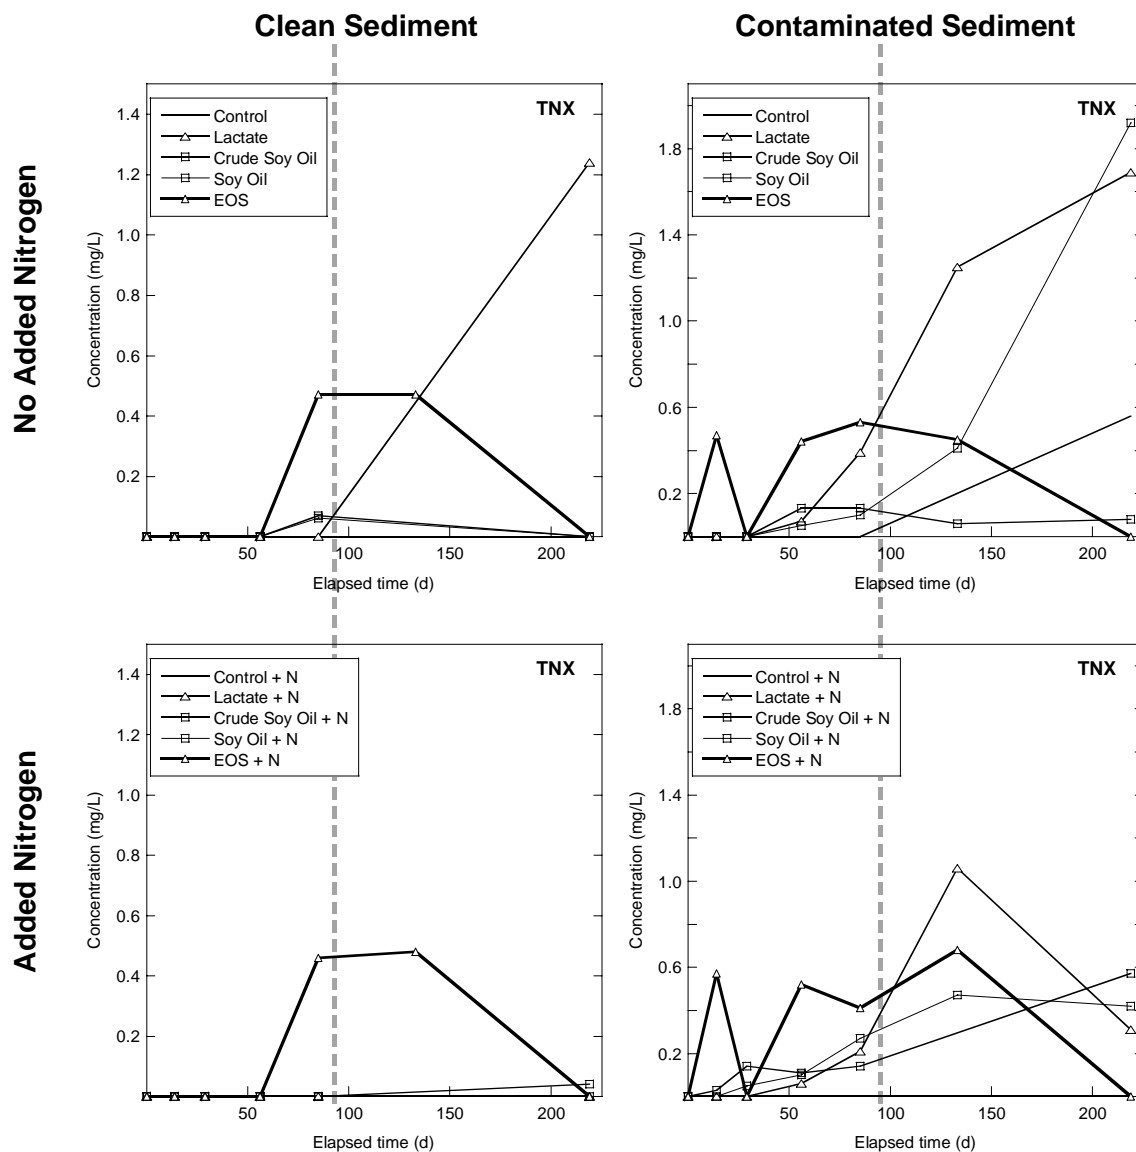 Clean Sediment
Contaminated Sediment
No Added Nitrogen
TNX
Control
Lactate
Crude Soy Oil
Soy Oil
EOS
Concentration (mg/L)
1.4
1.2
1.0
0.8
0.6
0.4
0.2
50
100
150
200
Elapsed time (d)
TNX
Control
Lactate
Crude Soy Oil
Soy Oil
EOS
Concentration (mg/L)
1.8
1.4
1.0
0.6
0.2
50
100
150
200
Elapsed time (d)
Added Nitrogen
TNX
Control + N
Lactate + N
Crude Soy Oil + N
Soy Oil + N
EOS + N
Concentration (mg/L)
1.4
1.2
1.0
0.8
0.6
0.4
0.2
50
100
150
200
Elapsed time (d)
TNX
Control + N
Lactate + N
Crude Soy Oil + N
Soy Oil + N
EOS + N
Concentration (mg/L)
1.8
1.4
1.0
0.6
0.2
50
100
150
200
Elapsed time (d)